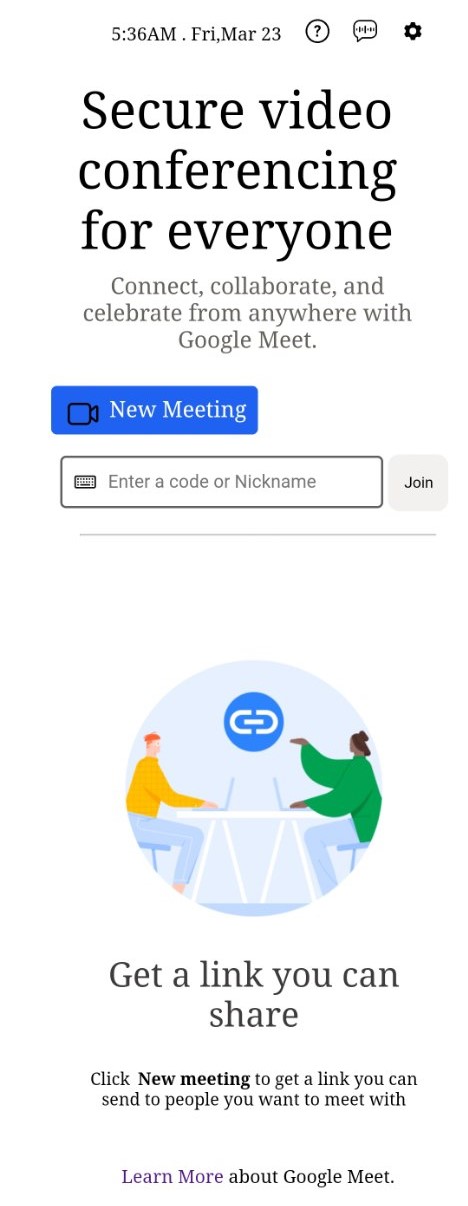 5:36AM . Fri,Mar 23
Secure video
conferencing
for everyone
Connect, collaborate, and
celebrate from anywhere with
Google Meet.
New Meeting
Enter a code or Nickname
Join
Get a link you can
share
Click New meeting to get a link you can
send to people you want to meet with
Learn More about Google Meet.